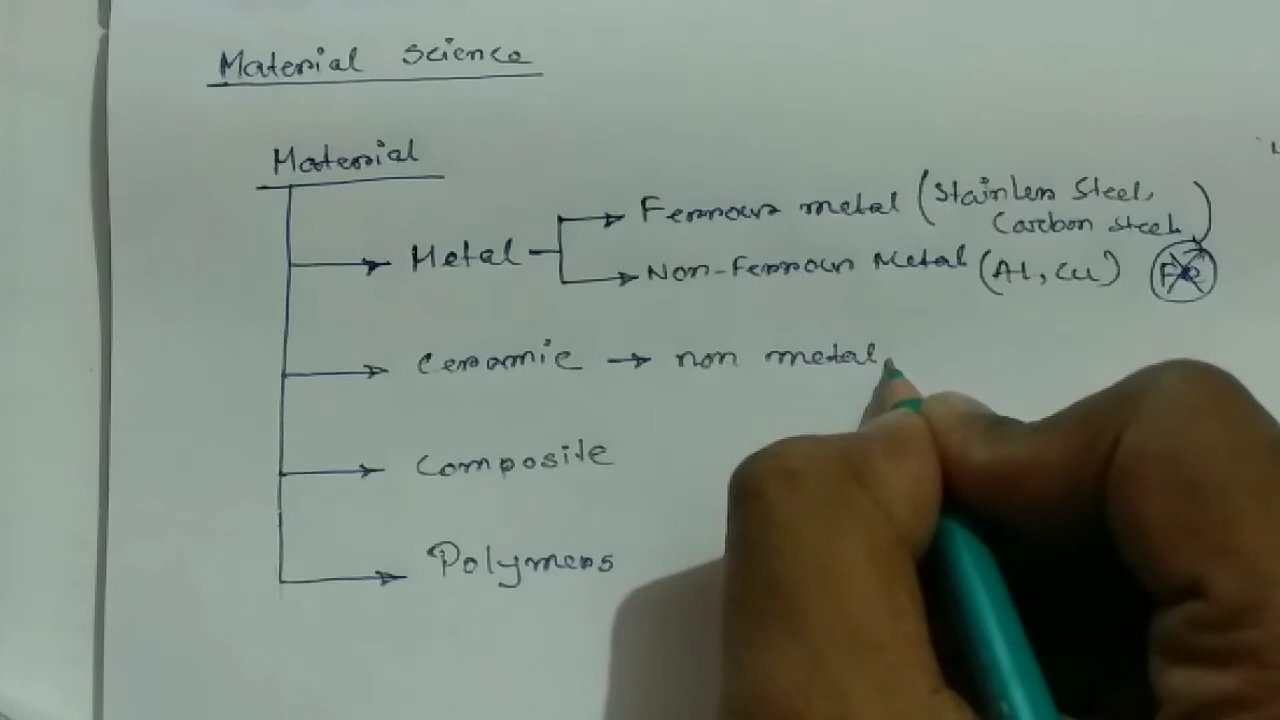 Material Science
Material
Metal
Ferrous metal (Stainless Steel,
Carbon steel)
Non-Ferrous Metal (Al, Cu) Fe
Ceramic → non metal
Composite
Polymers